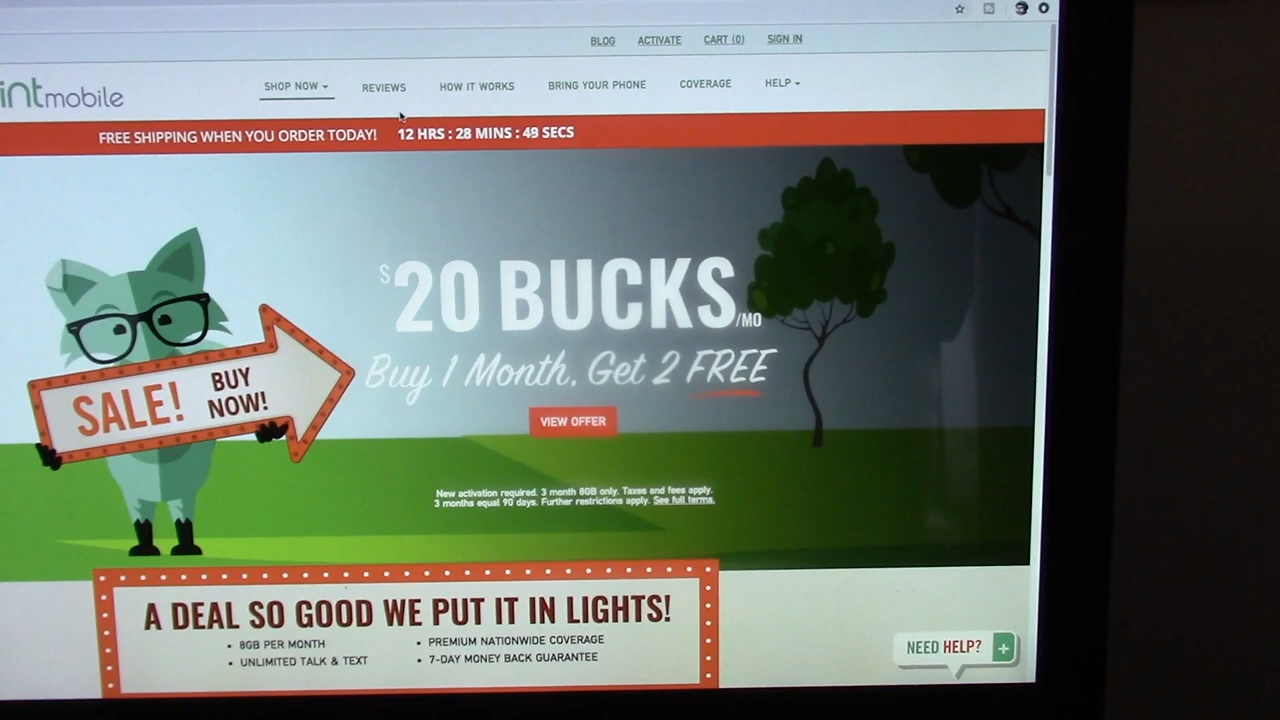 BLOG ACTIVATE CART (0) SIGN IN
int mobile
SHOP NOW REVIEWS HOW IT WORKS BRING YOUR PHONE COVERAGE HELP
FREE SHIPPING WHEN YOU ORDER TODAY! 12 HRS : 28 MINS : 49 SECS
$20 BUCKS/MO
Buy 1 Month, Get 2 FREE
SALE! BUY NOW!
VIEW OFFER
New activation required. 3 month 8GB only. Taxes and fees apply.
3 months equal 90 days. Further restrictions apply. See full terms.
A DEAL SO GOOD WE PUT IT IN LIGHTS!
• 8GB PER MONTH • PREMIUM NATIONWIDE COVERAGE
• UNLIMITED TALK & TEXT • 7-DAY MONEY BACK GUARANTEE
NEED HELP? +